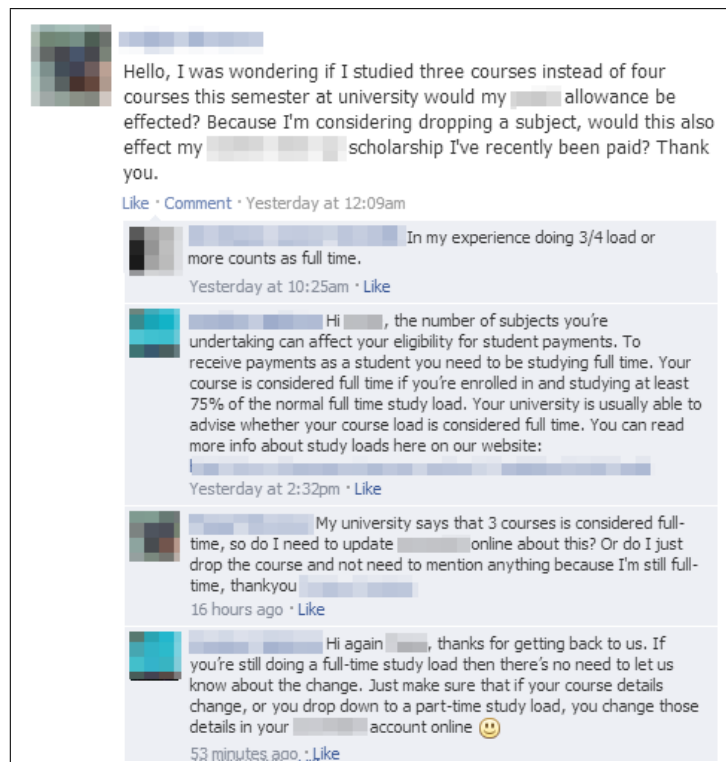 Hello, I was wondering if I studied three courses instead of four
courses this semester at university would my allowance be
effected? Because I'm considering dropping a subject, would this also
effect my scholarship I've recently been paid? Thank
you.
Like · Comment · Yesterday at 12:09am
In my experience doing 3/4 load or
more counts as full time.
Yesterday at 10:25am · Like
Hi , the number of subjects you're
undertaking can affect your eligibility for student payments. To
receive payments as a student you need to be studying full time. Your
course is considered full time if you're enrolled in and studying at least
75% of the normal full time study load. Your university is usually able to
advise whether your course load is considered full time. You can read
more info about study loads here on our website:
Yesterday at 2:32pm · Like
My university says that 3 courses is considered full-
time, so do I need to update online about this? Or do I just
drop the course and not need to mention anything because I'm still full-
time, thankyou
16 hours ago · Like
Hi again , thanks for getting back to us. If
you're still doing a full-time study load then there's no need to let us
know about the change. Just make sure that if your course details
change, or you drop down to a part-time study load, you change those
details in your account online
53 minutes ago · Like